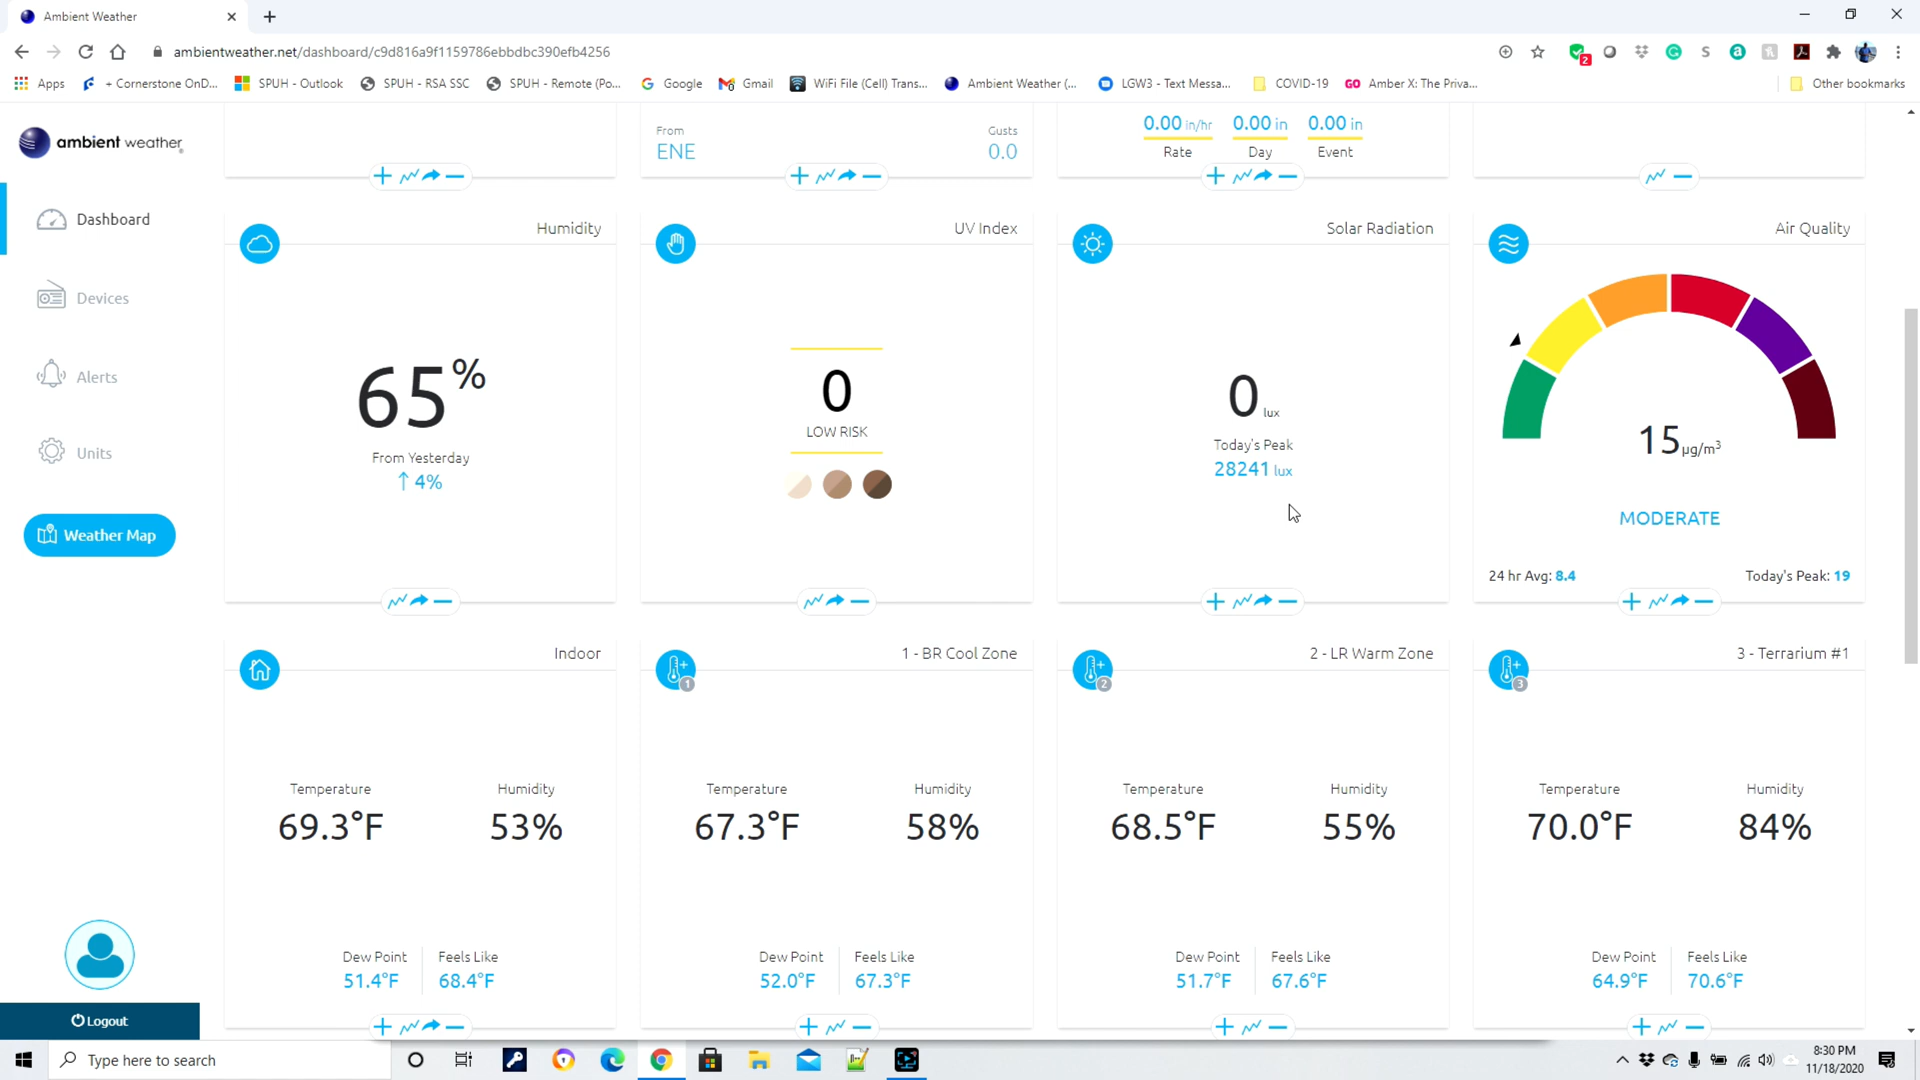 Ambient Weather
ambientweather.net/dashboard/c9d816a9f1159786ebbdbc390efb4256
2
Apps
+ Cornerstone OnD...
SPUH - Outlook
SPUH - RSA SSC
SPUH - Remote (Po...
Google
Gmail
WiFi File (Cell) Trans...
Ambient Weather (...
LGW3 - Text Messa...
COVID-19
GO Amber X: The Priva...
Other bookmarks
ambient weather
Dashboard
Devices
Alerts
Units
Weather Map
Logout
From
ENE
Gusts
0.0
0.00 in/hr
Rate
0.00 in
Day
0.00 in
Event
Humidity
65%
From Yesterday
↑ 4%
UV Index
0
LOW RISK
Solar Radiation
0 lux
Today's Peak
28241 lux
Air Quality
15 µg/m³
MODERATE
24 hr Avg: 8.4
Today's Peak: 19
Indoor
Temperature
69.3°F
Humidity
53%
Dew Point
51.4°F
Feels Like
68.4°F
1 - BR Cool Zone
1
Temperature
67.3°F
Humidity
58%
Dew Point
52.0°F
Feels Like
67.3°F
2 - LR Warm Zone
2
Temperature
68.5°F
Humidity
55%
Dew Point
51.7°F
Feels Like
67.6°F
3 - Terrarium #1
3
Temperature
70.0°F
Humidity
84%
Dew Point
64.9°F
Feels Like
70.6°F
Type here to search
8:30 PM
11/18/2020